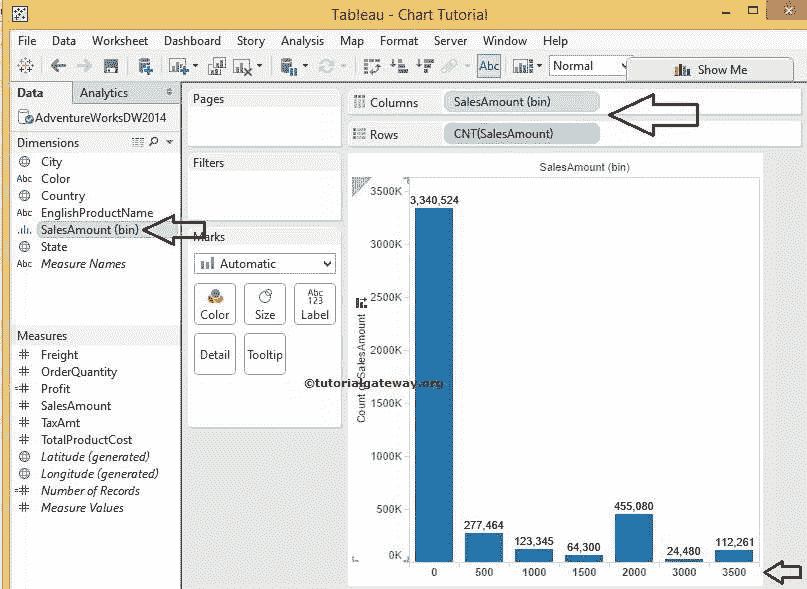 Tableau - Chart Tutorial
File Data Worksheet Dashboard Story Analysis Map Format Server Window Help
Abc Normal Show Me
Data Analytics
AdventureWorksDW2014
Dimensions
City
Abc Color
Country
Abc EnglishProductName
SalesAmount (bin)
State
Abc Measure Names
Measures
# Freight
# OrderQuantity
=# Profit
# SalesAmount
# TaxAmt
# TotalProductCost
Latitude (generated)
Longitude (generated)
=# Number of Records
# Measure Values
Pages
Filters
Marks
Automatic
Color Size Abc 123 Label
Detail Tooltip
Columns SalesAmount (bin)
Rows CNT(SalesAmount)
SalesAmount (bin)
3500K
3000K
2500K
2000K
1500K
1000K
500K
0K
Count of SalesAmount
3,340,524
277,464
123,345
64,300
455,080
24,480
112,261
0 500 1000 1500 2000 3000 3500
©tutorialgateway.org